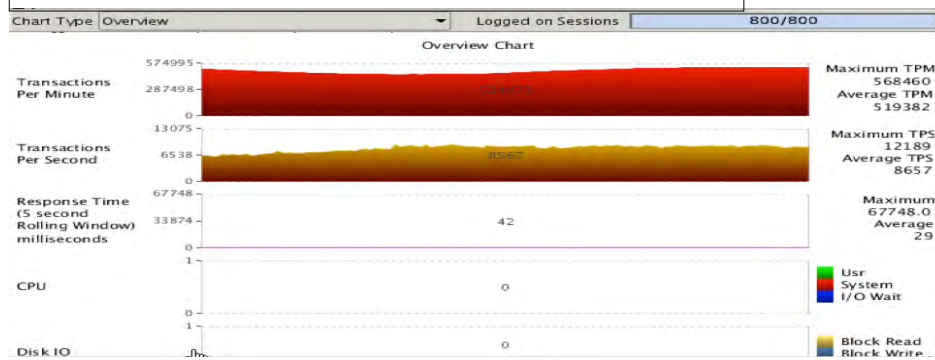 Chart Type Overview Logged on Sessions 800/800
Overview Chart
Transactions Per Minute
574995
287498
0
Maximum TPM
568460
Average TPM
519382
Transactions Per Second
13075
6538
0
8567
Maximum TPS
12189
Average TPS
8657
Response Time
(5 second
Rolling Window)
milliseconds
67748
33874
0
42
Maximum
67748.0
Average
29
CPU
1
0
0
Usr
System
I/O Wait
Disk IO
1
0
Block Read
Block Write